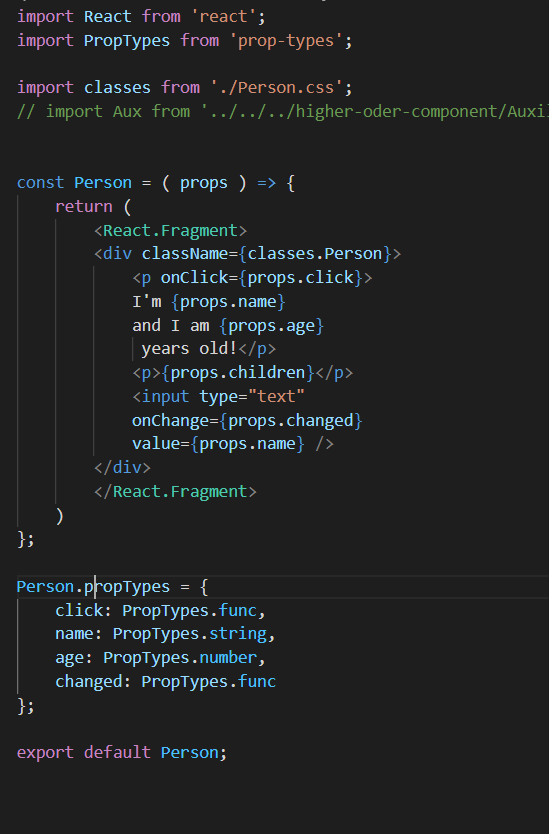 import React from 'react';
import PropTypes from 'prop-types';
import classes from './Person.css';
// import Aux from '../../../higher-oder-component/Auxil
const Person = ( props ) => {
    return (
        <React.Fragment>
        <div className={classes.Person}>
            <p onClick={props.click}>
            I'm {props.name}
            and I am {props.age}
             years old!</p>
            <p>{props.children}</p>
            <input type="text"
            onChange={props.changed}
            value={props.name} />
        </div>
        </React.Fragment>
    )
};
Person.propTypes = {
    click: PropTypes.func,
    name: PropTypes.string,
    age: PropTypes.number,
    changed: PropTypes.func
};
export default Person;